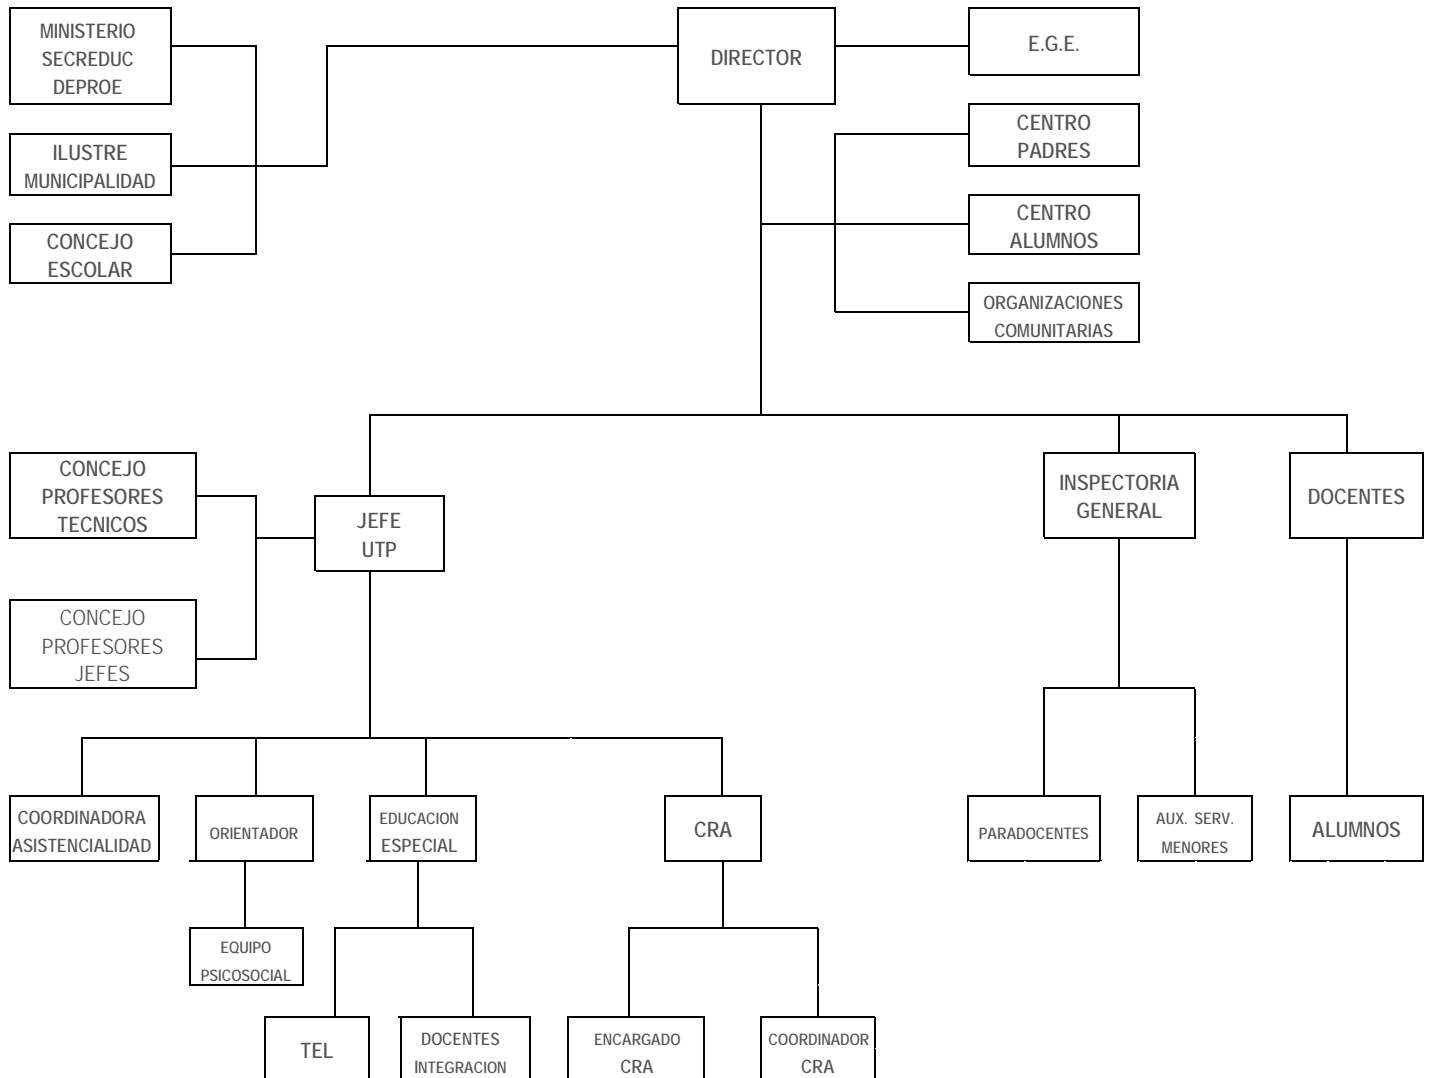 MINISTERIO
SECREDUC
DEPROE
DIRECTOR
E.G.E.
CENTRO
PADRES
ILUSTRE
MUNICIPALIDAD
CENTRO
ALUMNOS
CONCEJO
ESCOLAR
ORGANIZACIONES
COMUNITARIAS
CONCEJO
PROFESORES
TECNICOS
JEFE
UTP
INSPECTORIA
GENERAL
DOCENTES
CONCEJO
PROFESORES
JEFES
COORDINADORA
ASISTENCIALIDAD
ORIENTADOR
EDUCACION
ESPECIAL
CRA
PARADOCENTES
AUX. SERV.
MENORES
ALUMNOS
EQUIPO
PSICOSOCIAL
TEL
DOCENTES
INTEGRACION
ENCARGADO
CRA
COORDINADOR
CRA